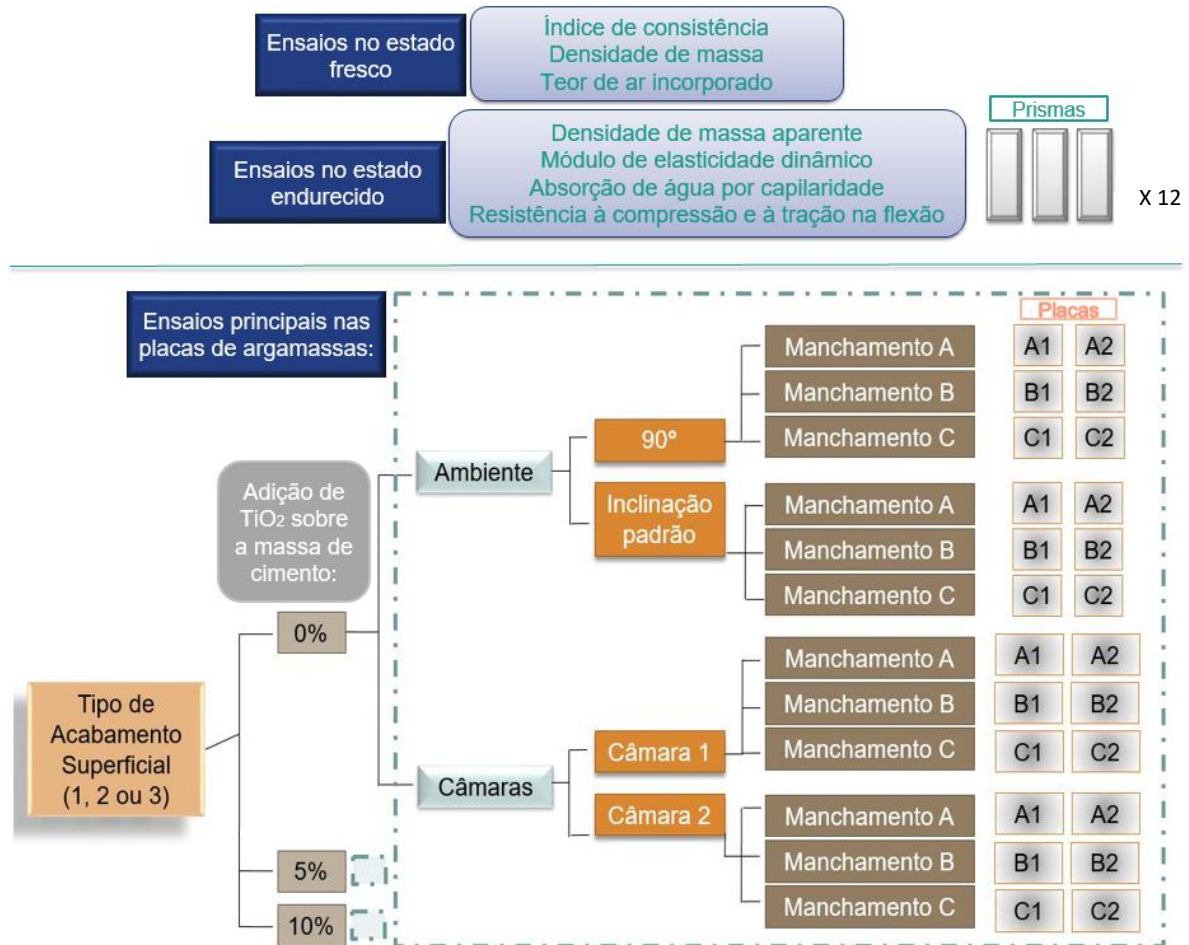 Ensaios no estado
fresco
Índice de consistência
Densidade de massa
Teor de ar incorporado
Ensaios no estado
endurecido
Densidade de massa aparente
Módulo de elasticidade dinâmico
Absorção de água por capilaridade
Resistência à compressão e à tração na flexão
Prismas
X 12
Ensaios principais nas
placas de argamassas:
Placas
Adição de
TiO2 sobre
a massa de
cimento:
Tipo de
Acabamento
Superficial
(1, 2 ou 3)
0%
5%
10%
Ambiente
90º
Manchamento A A1 A2
Manchamento B B1 B2
Manchamento C C1 C2
Inclinação
padrão
Manchamento A A1 A2
Manchamento B B1 B2
Manchamento C C1 C2
Câmaras
Câmara 1
Manchamento A A1 A2
Manchamento B B1 B2
Manchamento C C1 C2
Câmara 2
Manchamento A A1 A2
Manchamento B B1 B2
Manchamento C C1 C2